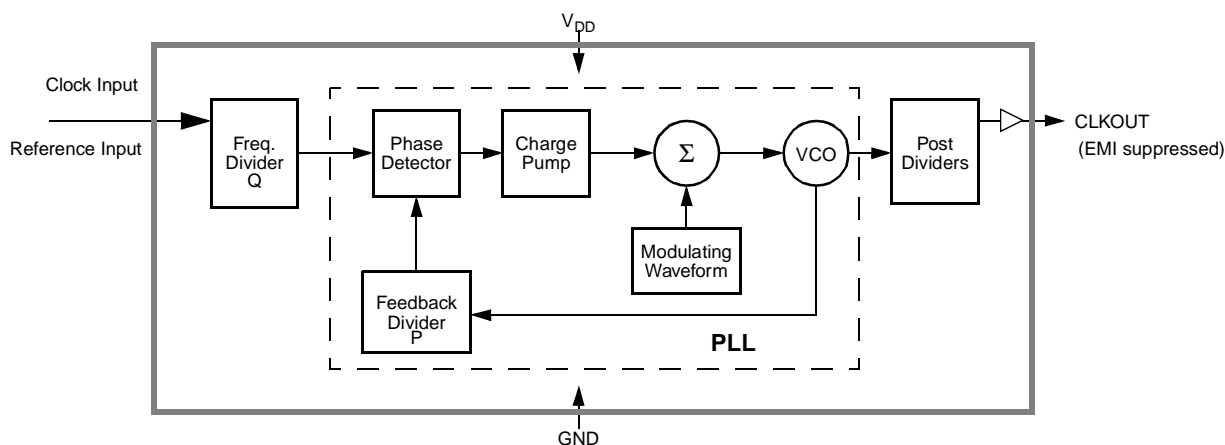 V_DD
Clock Input
Reference Input
Freq.
Divider
Q
Phase
Detector
Charge
Pump
Σ
VCO
Post
Dividers
CLKOUT
(EMI suppressed)
Modulating
Waveform
Feedback
Divider
P
PLL
GND